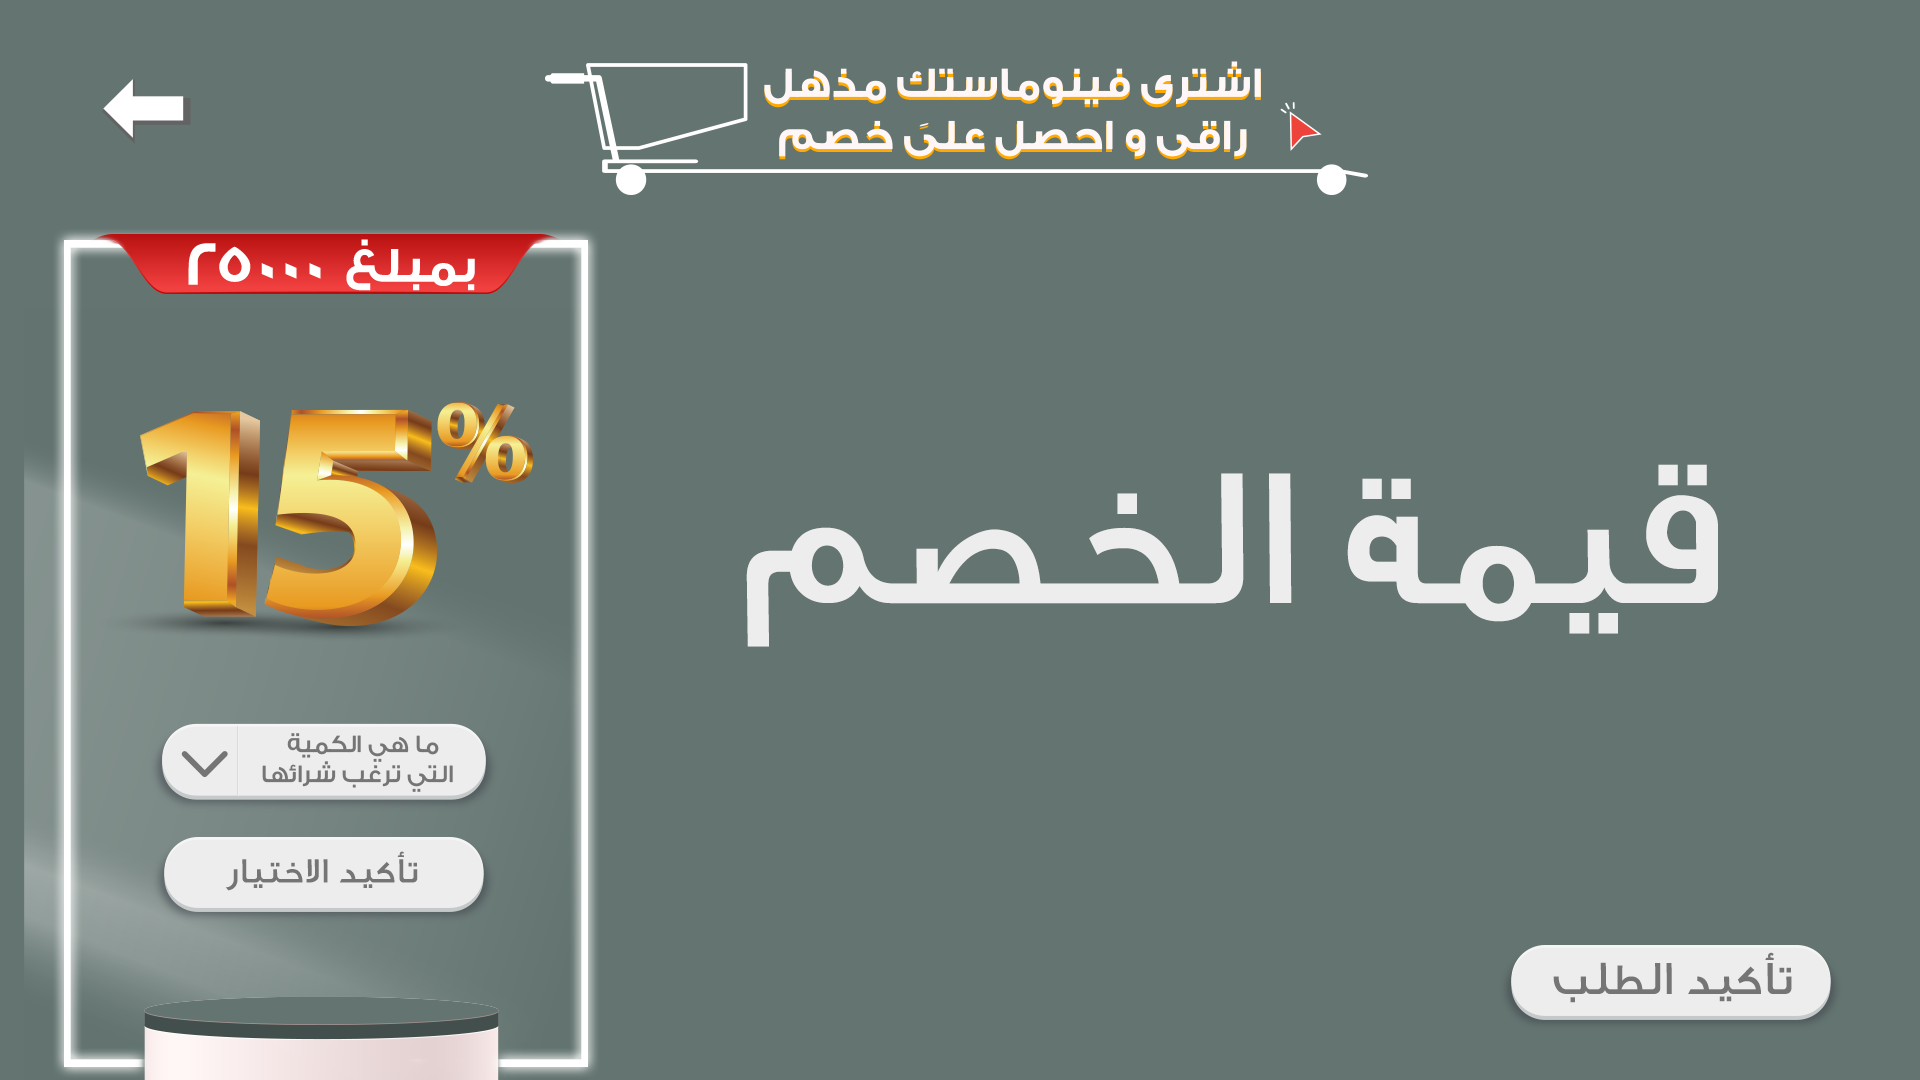 اشترى فينوماستك مذهل
راقى و احصل علىَ خصم
بمبلغ ٢٥٠٠٠
15%
ما هي الكمية
التي ترغب شرائها
تأكيد الاختيار
قيمة الخصم
تأكيد الطلب